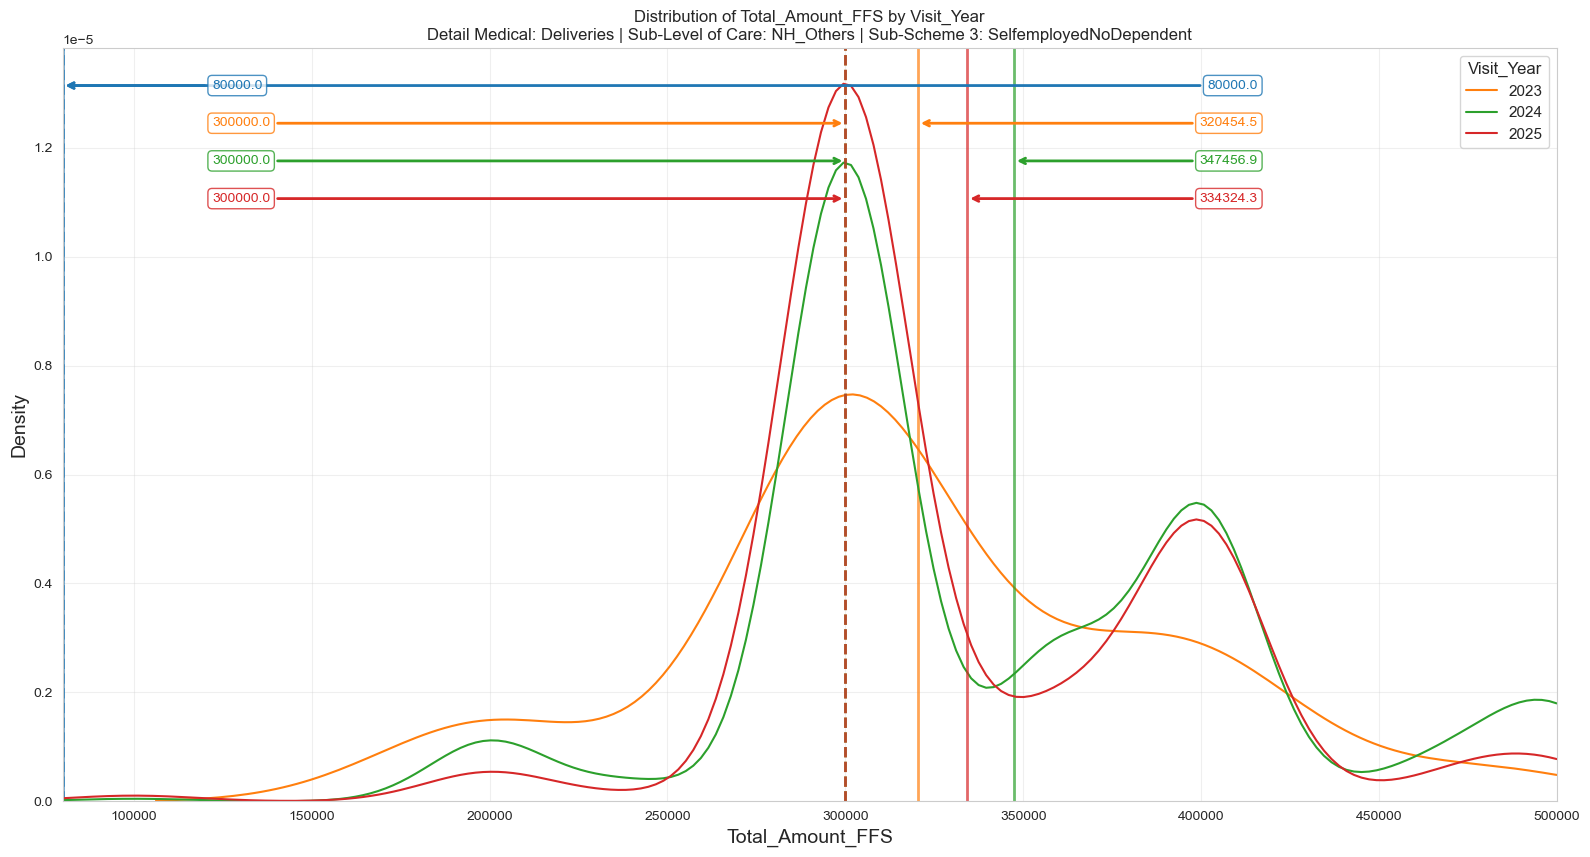 Distribution of Total_Amount_FFS by Visit_Year
Detail Medical: Deliveries | Sub-Level of Care: NH_Others | Sub-Scheme 3: SelfemployedNoDependent
1e−5
Visit_Year
2023
2024
2025
80000.0 80000.0
300000.0 320454.5
300000.0 347456.9
300000.0 334324.3
1.2
1.0
0.8
0.6
0.4
0.2
0.0
Density
100000 150000 200000 250000 300000 350000 400000 450000 500000
Total_Amount_FFS